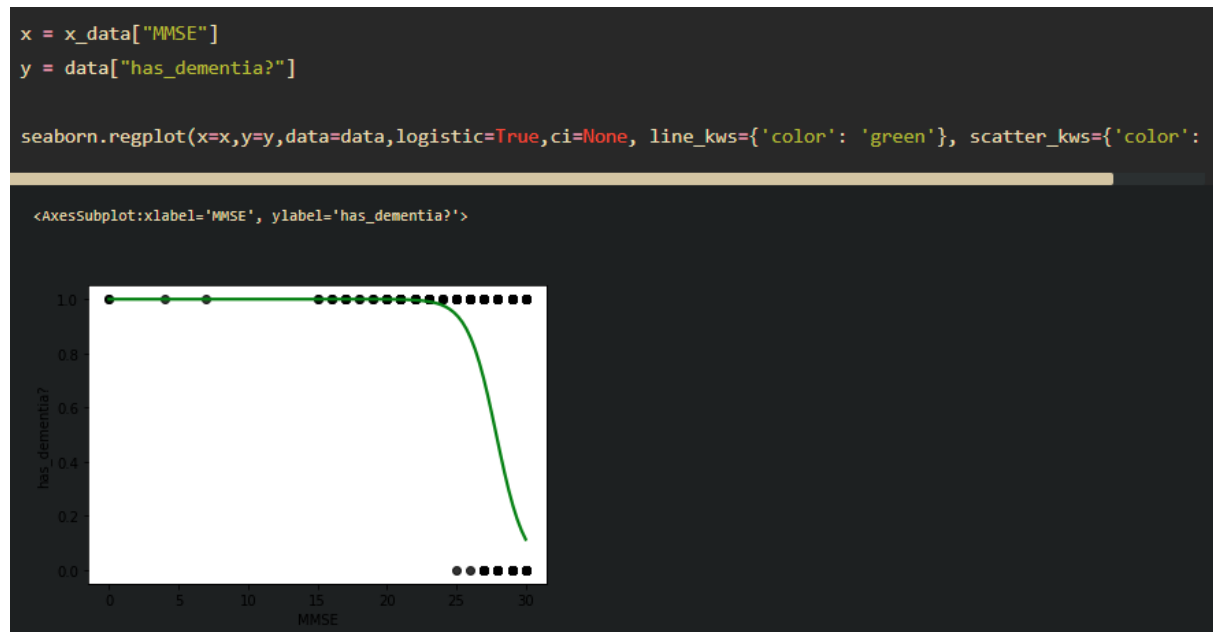 x = x_data["MMSE"]
y = data["has_dementia?"]
seaborn.regplot(x=x,y=y,data=data,logistic=True,ci=None, line_kws={'color': 'green'}, scatter_kws={'color':
<AxesSubplot:xlabel='MMSE', ylabel='has_dementia?'>
1.0
0.8
0.6
0.4
0.2
0.0
has_dementia?
0 5 10 15 20 25 30
MMSE